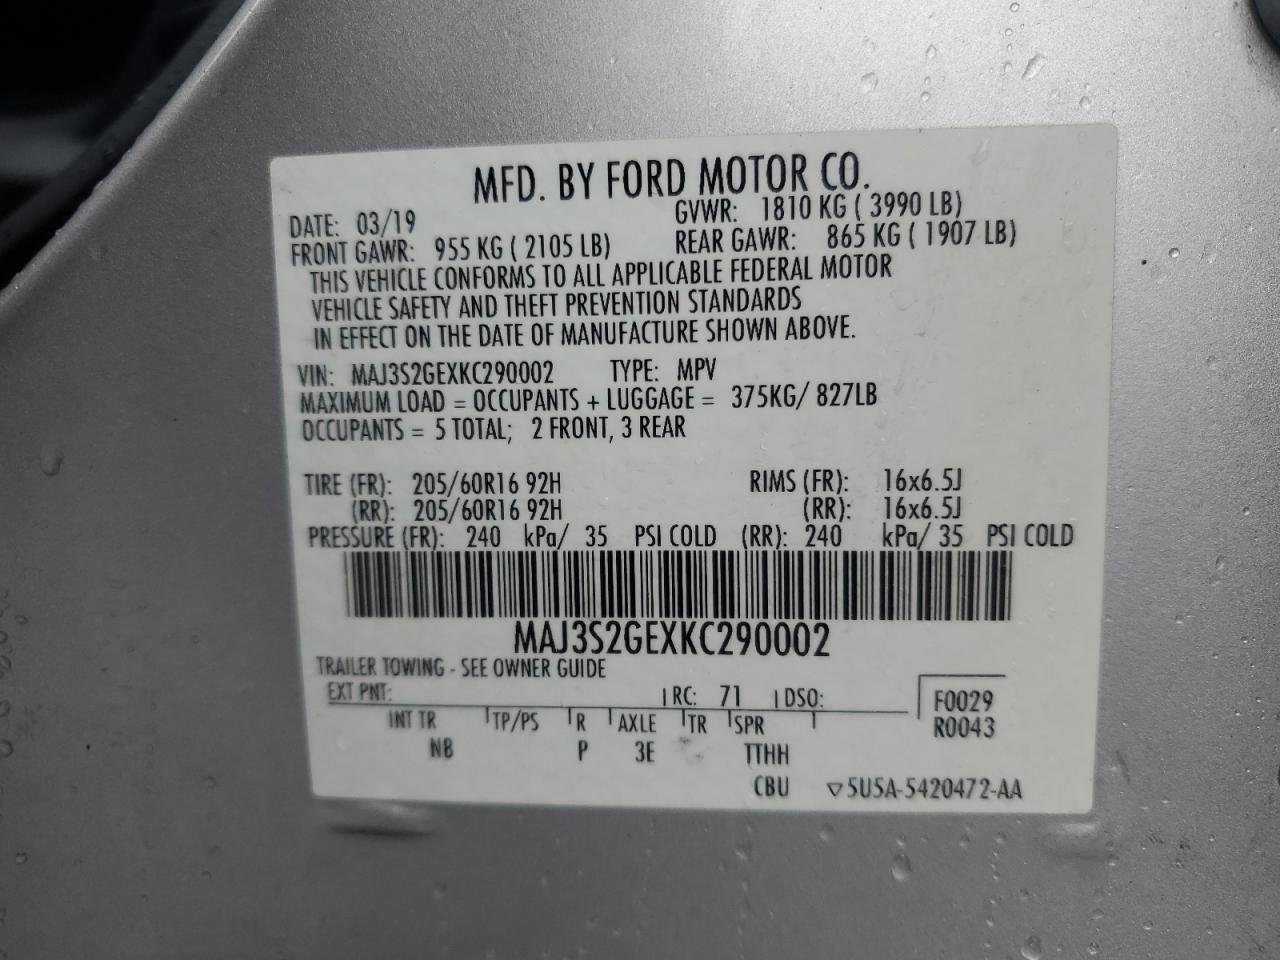 MFD. BY FORD MOTOR CO.
DATE: 03/19 GVWR: 1810 KG ( 3990 LB)
FRONT GAWR: 955 KG ( 2105 LB) REAR GAWR: 865 KG ( 1907 LB)
THIS VEHICLE CONFORMS TO ALL APPLICABLE FEDERAL MOTOR
VEHICLE SAFETY AND THEFT PREVENTION STANDARDS
IN EFFECT ON THE DATE OF MANUFACTURE SHOWN ABOVE.
VIN: MAJ3S2GEXKC290002 TYPE: MPV
MAXIMUM LOAD = OCCUPANTS + LUGGAGE = 375KG/ 827LB
OCCUPANTS = 5 TOTAL; 2 FRONT, 3 REAR
TIRE (FR): 205/60R16 92H RIMS (FR): 16x6.5J
(RR): 205/60R16 92H (RR): 16x6.5J
PRESSURE (FR): 240 kPa/ 35 PSI COLD (RR): 240 kPa/ 35 PSI COLD
MAJ3S2GEXKC290002
TRAILER TOWING - SEE OWNER GUIDE
EXT PNT: RC: 71 DSO: F0029
INT TR TP/PS R AXLE TR SPR R0043
NB P 3E TTHH
CBU ▽5U5A-5420472-AA